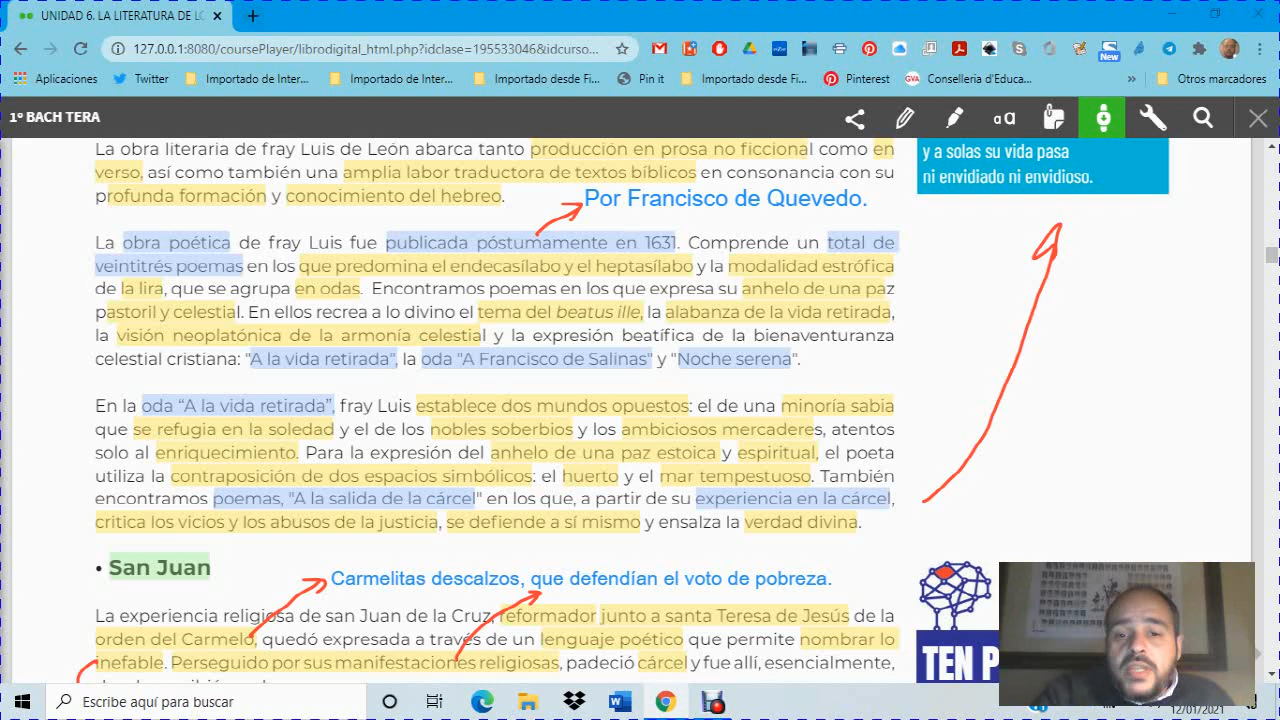 UNIDAD 6. LA LITERATURA DE LO
127.0.0.1:8080/coursePlayer/librodigital_html.php?idclase=195533046&idcurso...
New
Aplicaciones Twitter Importado de Inter... Importado de Inter... Importado desde Fi... Pin it Importado desde Fi... Pinterest GVA Conselleria d'Educa... » Otros marcadores
1º BACH TERA
aA
La obra literaria de fray Luis de León abarca tanto producción en prosa no ficcional como en
verso, así como también una amplia labor traductora de textos bíblicos en consonancia con su
profunda formación y conocimiento del hebreo.
y a solas su vida pasa
ni envidiado ni envidioso.
Por Francisco de Quevedo.
La obra poética de fray Luis fue publicada póstumamente en 1631. Comprende un total de
veintitrés poemas en los que predomina el endecasílabo y el heptasílabo y la modalidad estrófica
de la lira, que se agrupa en odas. Encontramos poemas en los que expresa su anhelo de una paz
pastoril y celestial. En ellos recrea a lo divino el tema del beatus ille, la alabanza de la vida retirada,
la visión neoplatónica de la armonía celestial y la expresión beatífica de la bienaventuranza
celestial cristiana: "A la vida retirada", la oda "A Francisco de Salinas" y "Noche serena".
En la oda "A la vida retirada", fray Luis establece dos mundos opuestos: el de una minoría sabia
que se refugia en la soledad y el de los nobles soberbios y los ambiciosos mercaderes, atentos
solo al enriquecimiento. Para la expresión del anhelo de una paz estoica y espiritual, el poeta
utiliza la contraposición de dos espacios simbólicos: el huerto y el mar tempestuoso. También
encontramos poemas, "A la salida de la cárcel" en los que, a partir de su experiencia en la cárcel,
critica los vicios y los abusos de la justicia, se defiende a sí mismo y ensalza la verdad divina.
• San Juan
Carmelitas descalzos, que defendían el voto de pobreza.
La experiencia religiosa de san Juan de la Cruz, reformador junto a santa Teresa de Jesús de la
orden del Carmelo, quedó expresada a través de un lenguaje poético que permite nombrar lo
inefable. Perseguido por sus manifestaciones religiosas, padeció cárcel y fue allí, esencialmente,
TEN P
Escribe aquí para buscar
12/01/2021